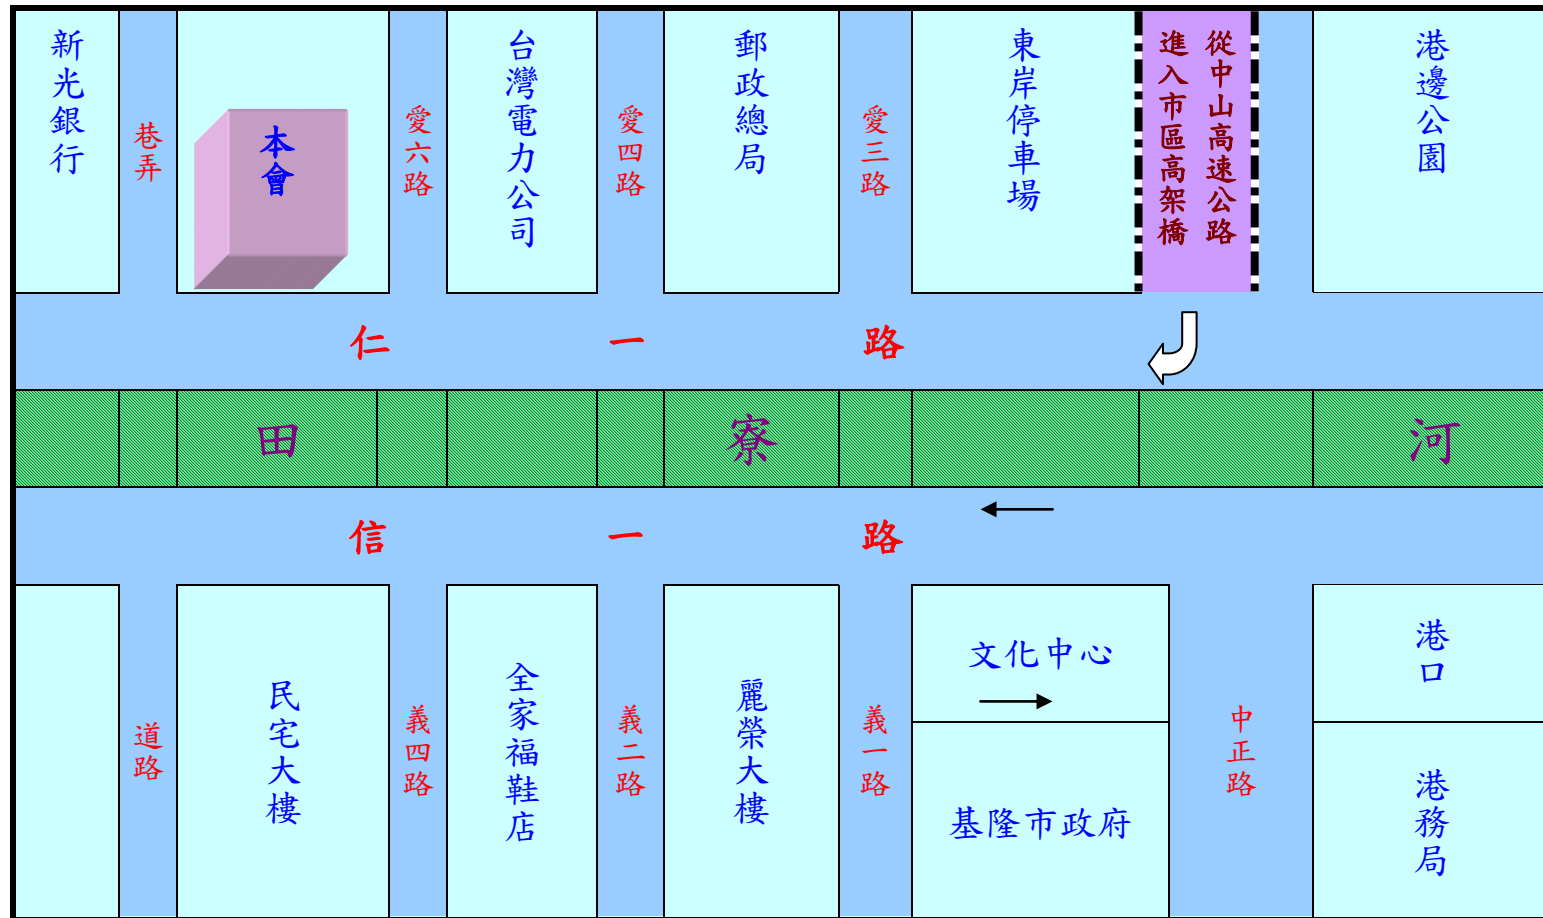 新光銀行
巷弄
本會
愛六路
台灣電力公司
愛四路
郵政總局
愛三路
東岸停車場
從中山高速公路
進入市區高架橋
港邊公園
仁一路
田寮河
信一路
道路
民宅大樓
義四路
全家福鞋店
義二路
麗榮大樓
義一路
文化中心
基隆市政府
中正路
港口
港務局